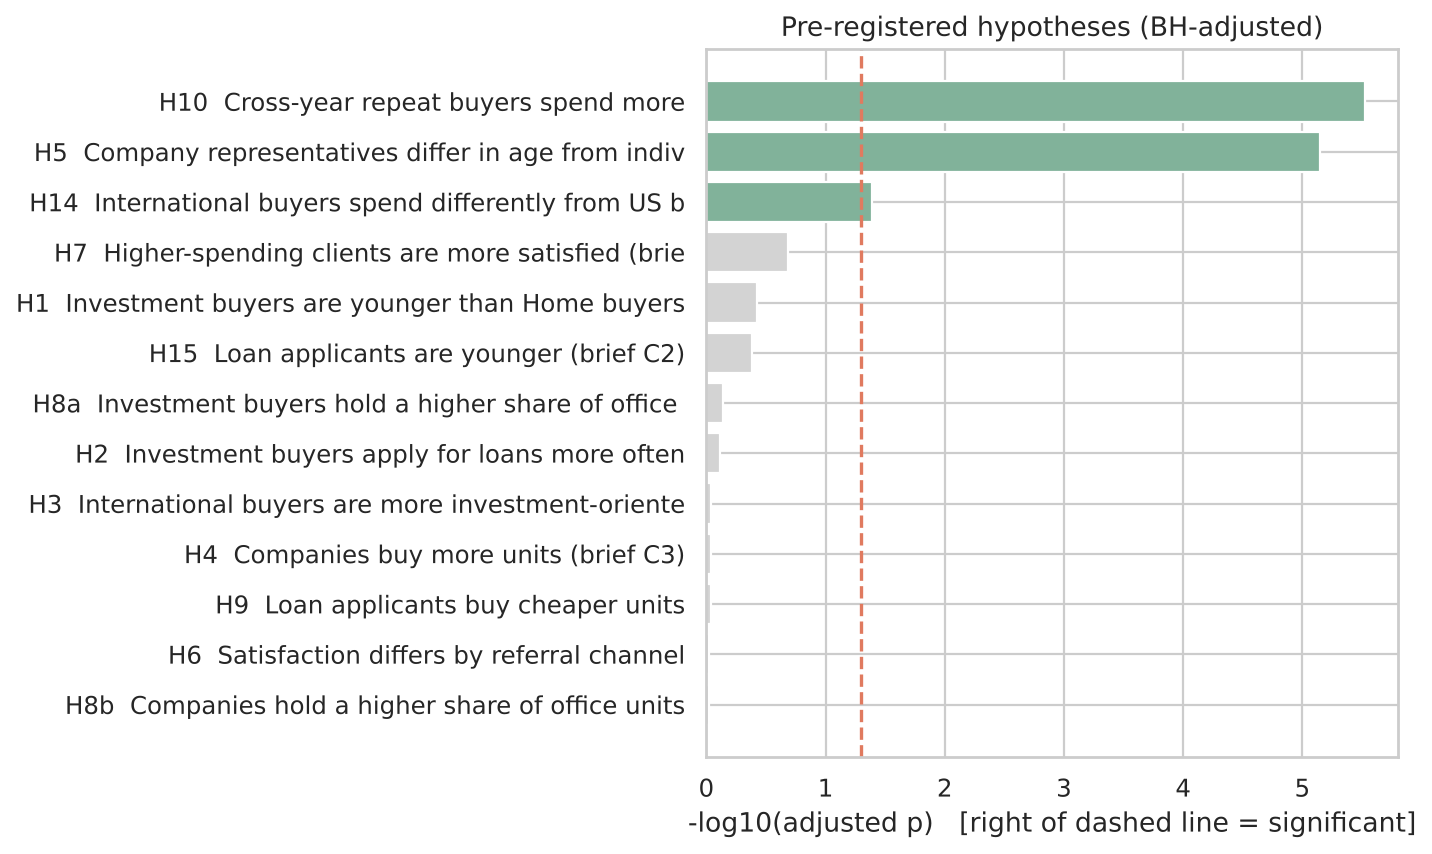 Pre-registered hypotheses (BH-adjusted)
H10  Cross-year repeat buyers spend more
H5  Company representatives differ in age from indiv
H14  International buyers spend differently from US b
H7  Higher-spending clients are more satisfied (brie
H1  Investment buyers are younger than Home buyers
H15  Loan applicants are younger (brief C2)
H8a  Investment buyers hold a higher share of office
H2  Investment buyers apply for loans more often
H3  International buyers are more investment-oriente
H4  Companies buy more units (brief C3)
H9  Loan applicants buy cheaper units
H6  Satisfaction differs by referral channel
H8b  Companies hold a higher share of office units
0 1 2 3 4 5
-log10(adjusted p)   [right of dashed line = significant]